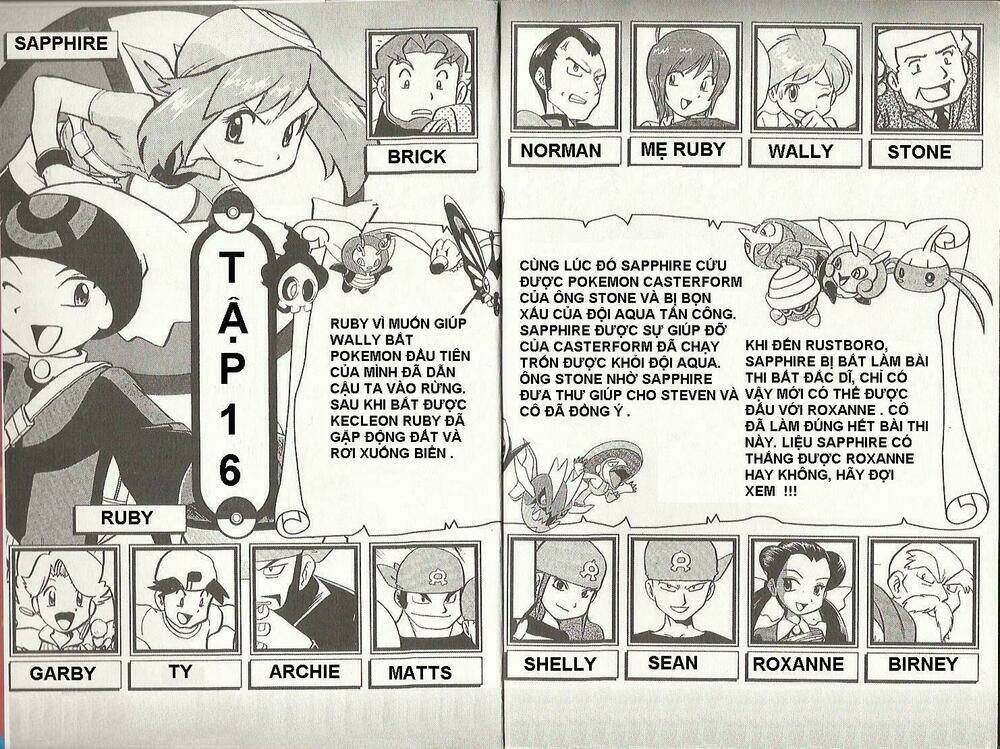 SAPPHIRE
BRICK
NORMAN
MẸ RUBY
WALLY
STONE
TẬP 16
RUBY VÌ MUỐN GIÚP
WALLY BẮT
POKEMON ĐẦU TIÊN
CỦA MÌNH ĐÃ DẪN
CẬU TA VÀO RỪNG.
SAU KHI BẮT ĐƯỢC
KECLEON RUBY ĐÃ
GẶP ĐỘNG ĐẤT VÀ
RƠI XUỐNG BIỂN .
CÙNG LÚC ĐÓ SAPPHIRE CỨU
ĐƯỢC POKEMON CASTERFORM
CỦA ÔNG STONE VÀ BỊ BỌN
XẤU CỦA ĐỘI AQUA TẤN CÔNG.
SAPPHIRE ĐƯỢC SỰ GIÚP ĐỠ
CỦA CASTERFORM ĐÃ CHẠY
TRỐN ĐƯỢC KHỎI ĐỘI AQUA.
ÔNG STONE NHỜ SAPPHIRE
ĐƯA THƯ GIÚP CHO STEVEN VÀ
CÔ ĐÃ ĐỒNG Ý .
KHI ĐẾN RUSTBORO,
SAPPHIRE BỊ BẮT LÀM BÀI
THI BẤT ĐẮC DĨ, CHỈ CÓ
VẬY MỚI CÓ THỂ ĐƯỢC
ĐẤU VỚI ROXANNE . CÔ
ĐÃ LÀM ĐÚNG HẾT BÀI THI
NÀY. LIỆU SAPPHIRE CÓ
THẮNG ĐƯỢC ROXANNE
HAY KHÔNG, HÃY ĐỢI
XEM !!!
RUBY
GARBY
TY
ARCHIE
MATTS
SHELLY
SEAN
ROXANNE
BIRNEY